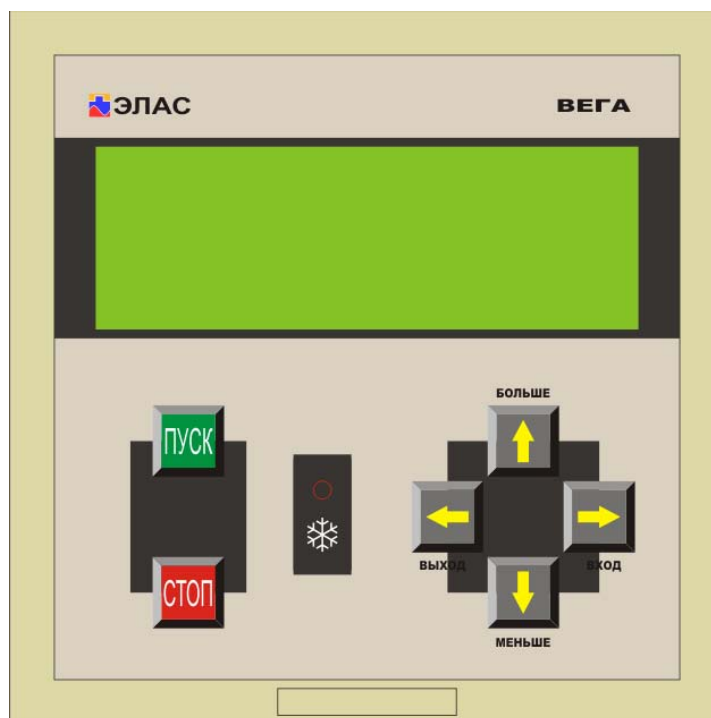 ЭЛАС
ВЕГА
БОЛЬШЕ
ПУСК
ВЫХОД
ВХОД
СТОП
МЕНЬШЕ